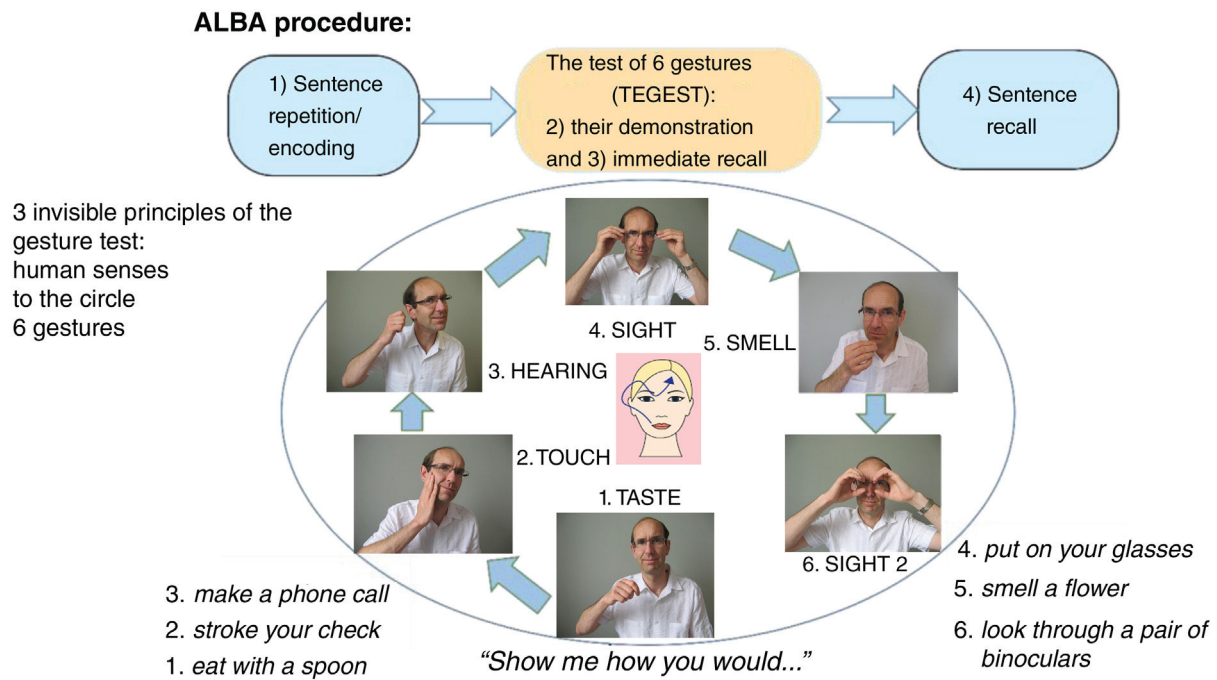 ALBA procedure:
1) Sentence
repetition/
encoding
The test of 6 gestures
(TEGEST):
2) their demonstration
and 3) immediate recall
4) Sentence
recall
3 invisible principles of the
gesture test:
human senses
to the circle
6 gestures
4. SIGHT
5. SMELL
3. HEARING
2. TOUCH
1. TASTE
6. SIGHT 2
3. make a phone call
2. stroke your check
1. eat with a spoon
"Show me how you would..."
4. put on your glasses
5. smell a flower
6. look through a pair of
binoculars